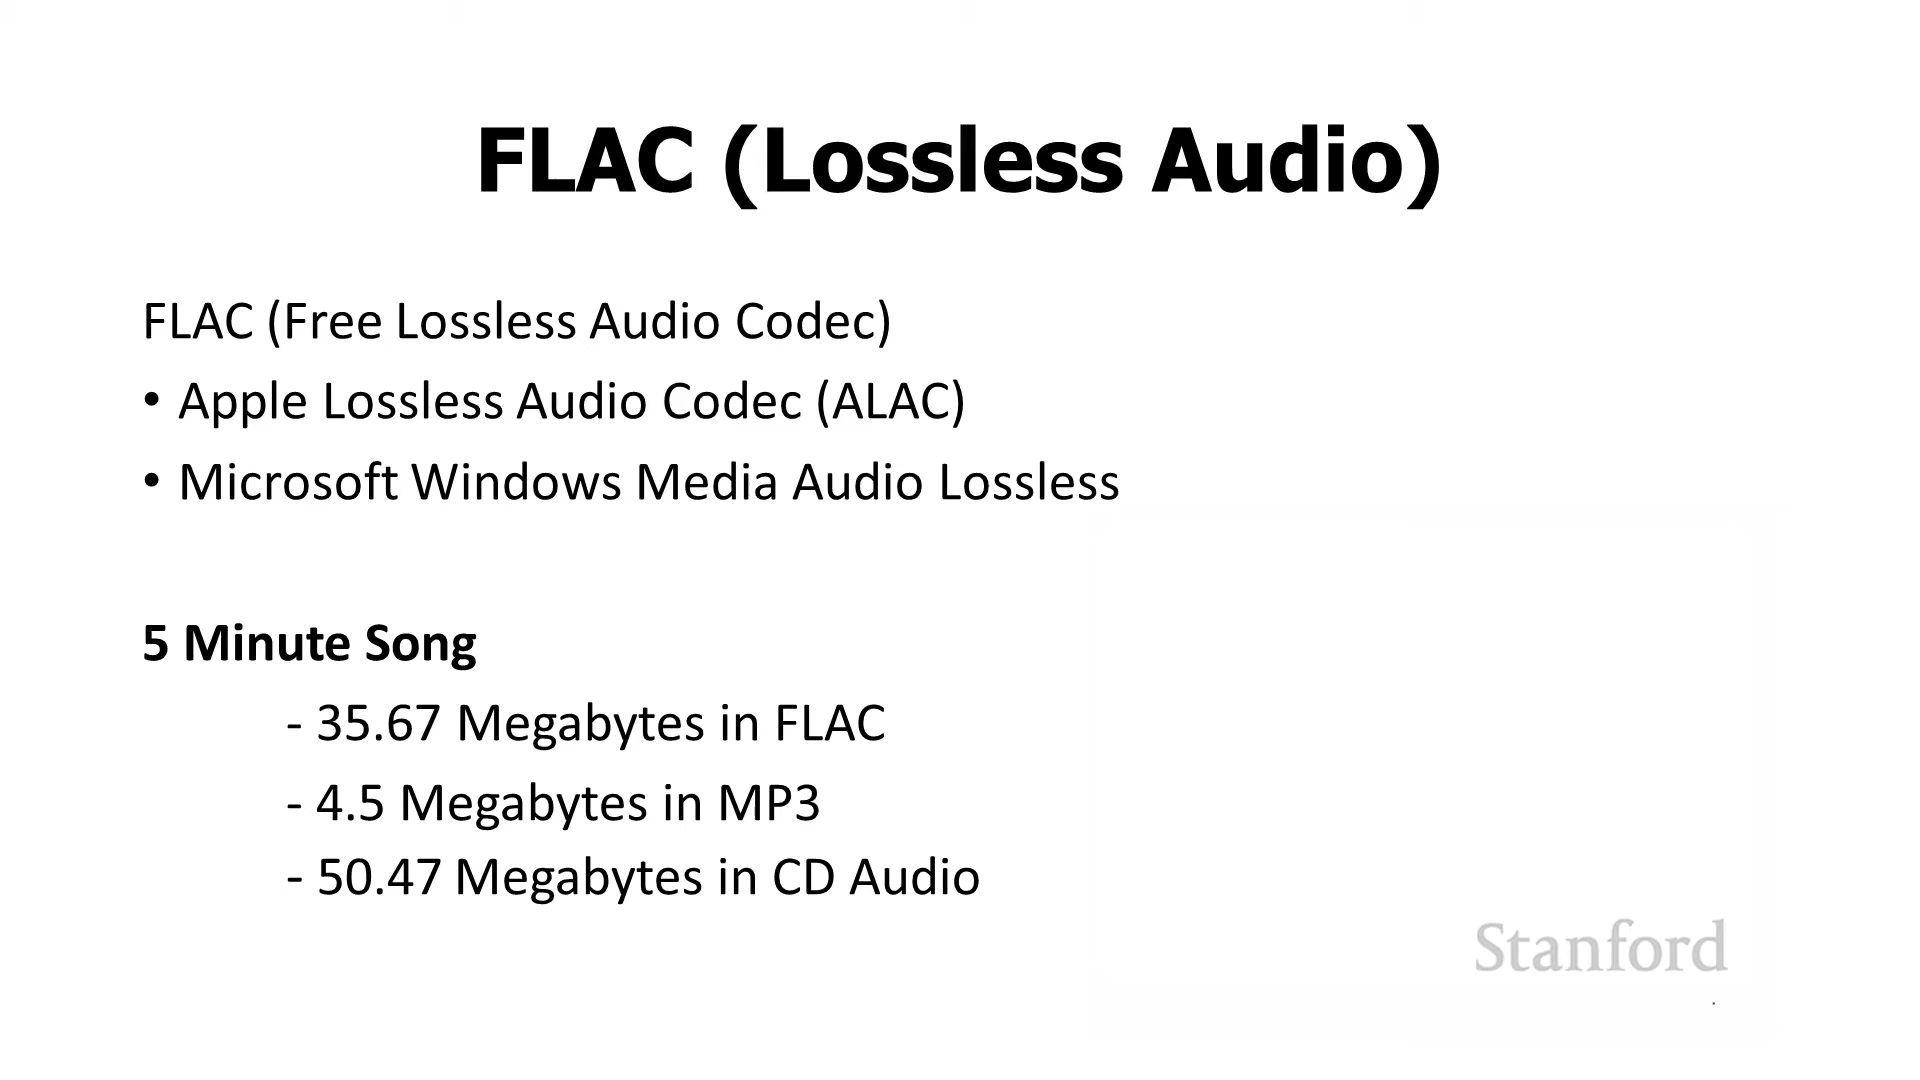 FLAC (Lossless Audio)
FLAC (Free Lossless Audio Codec)
• Apple Lossless Audio Codec (ALAC)
• Microsoft Windows Media Audio Lossless
5 Minute Song
- 35.67 Megabytes in FLAC
- 4.5 Megabytes in MP3
- 50.47 Megabytes in CD Audio
Stanford